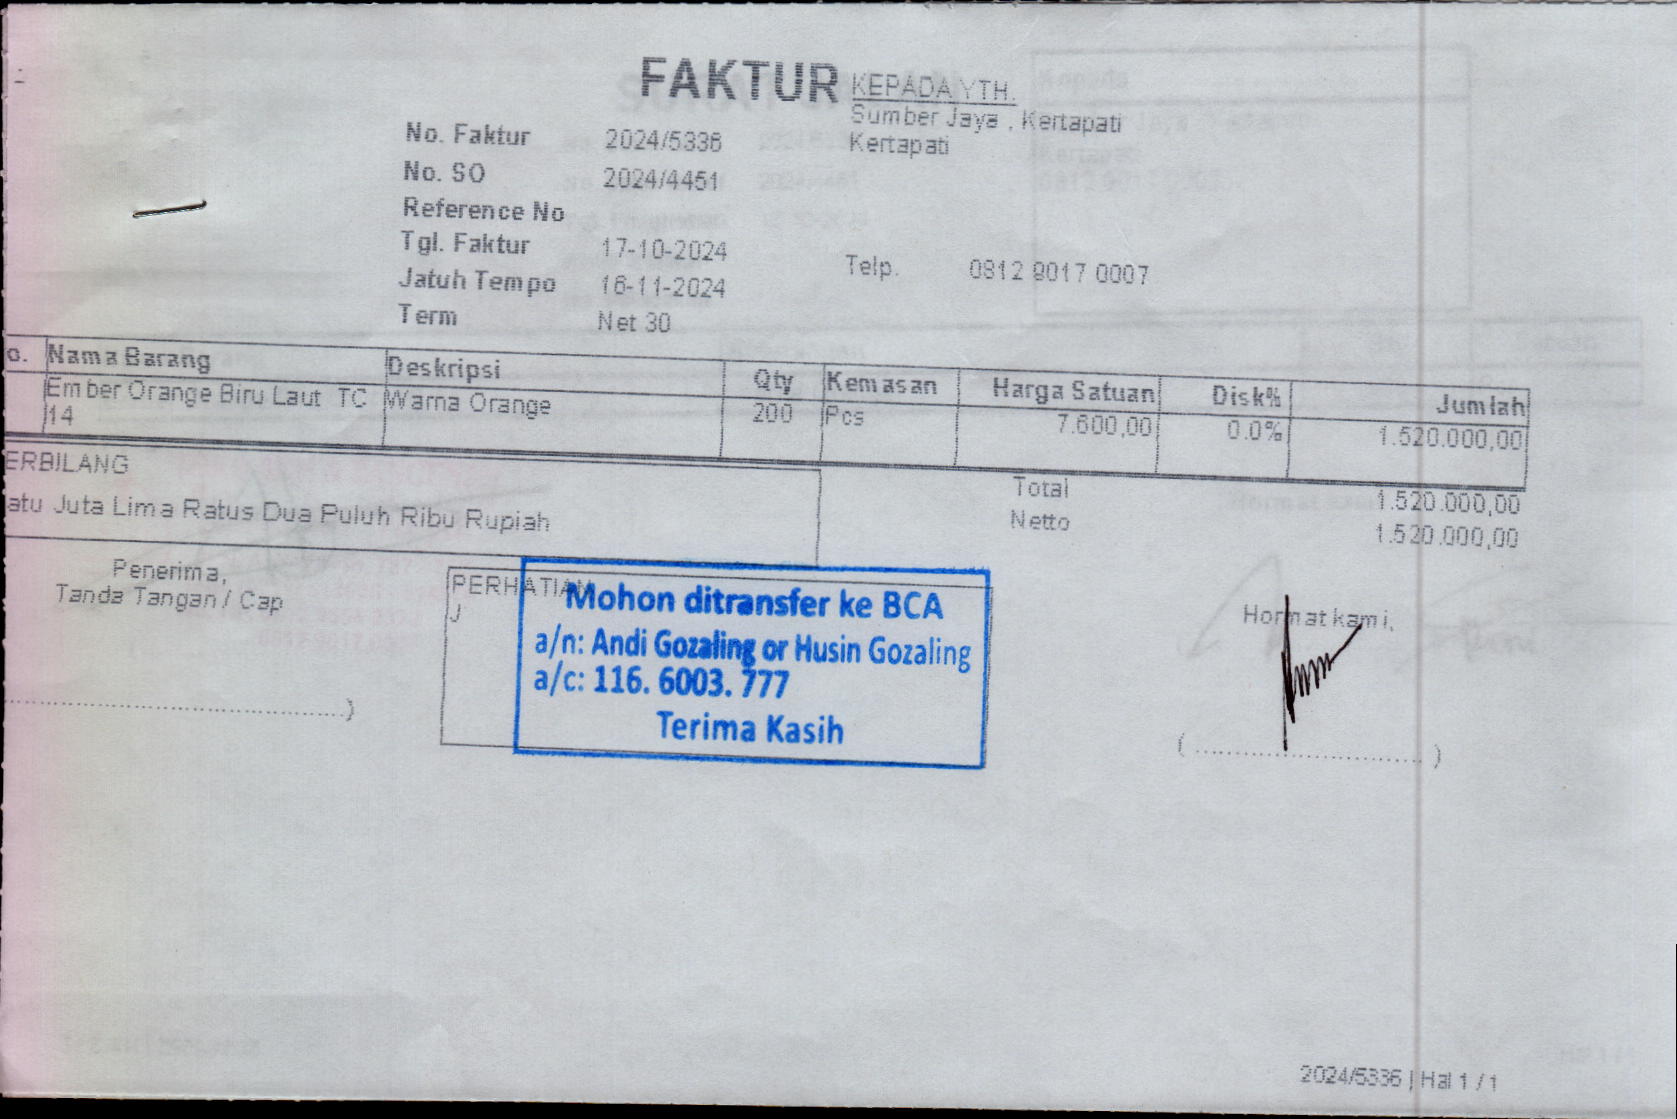 FAKTUR
KEPADA YTH.
Sumber Jaya , Kertapati
Kertapati
No. Faktur 2024/5336
No. SO 2024/4451
Reference No
Tgl. Faktur 17-10-2024
Jatuh Tempo 16-11-2024
Term Net 30
Telp. 0812 9017 0007
o. Nama Barang Deskripsi Qty Kemasan Harga Satuan Disk% Jumlah
Ember Orange Biru Laut TC Warna Orange 200 Pcs 7.600,00 0.0% 1.520.000,00
14
ERBILANG
atu Juta Lima Ratus Dua Puluh Ribu Rupiah
Total 1.520.000,00
Netto 1.520.000,00
Penerima,
Tanda Tangan / Cap
PERHATIAN
J
Mohon ditransfer ke BCA
a/n: Andi Gozaling or Husin Gozaling
a/c: 116. 6003. 777
Terima Kasih
Hormat kami,
.....................................................)
( ..................................... )
2024/5336 | Hal 1 / 1